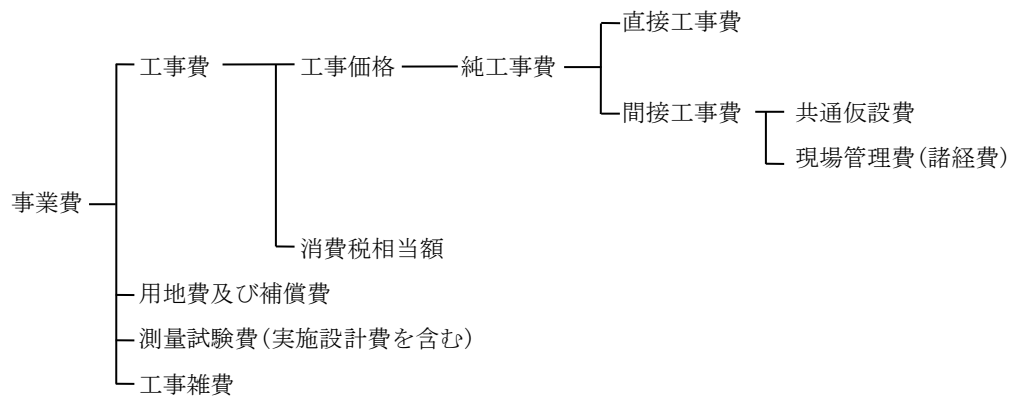 直接工事費
工事費 工事価格 純工事費
間接工事費 共通仮設費
現場管理費(諸経費)
事業費
消費税相当額
用地費及び補償費
測量試験費(実施設計費を含む)
工事雑費